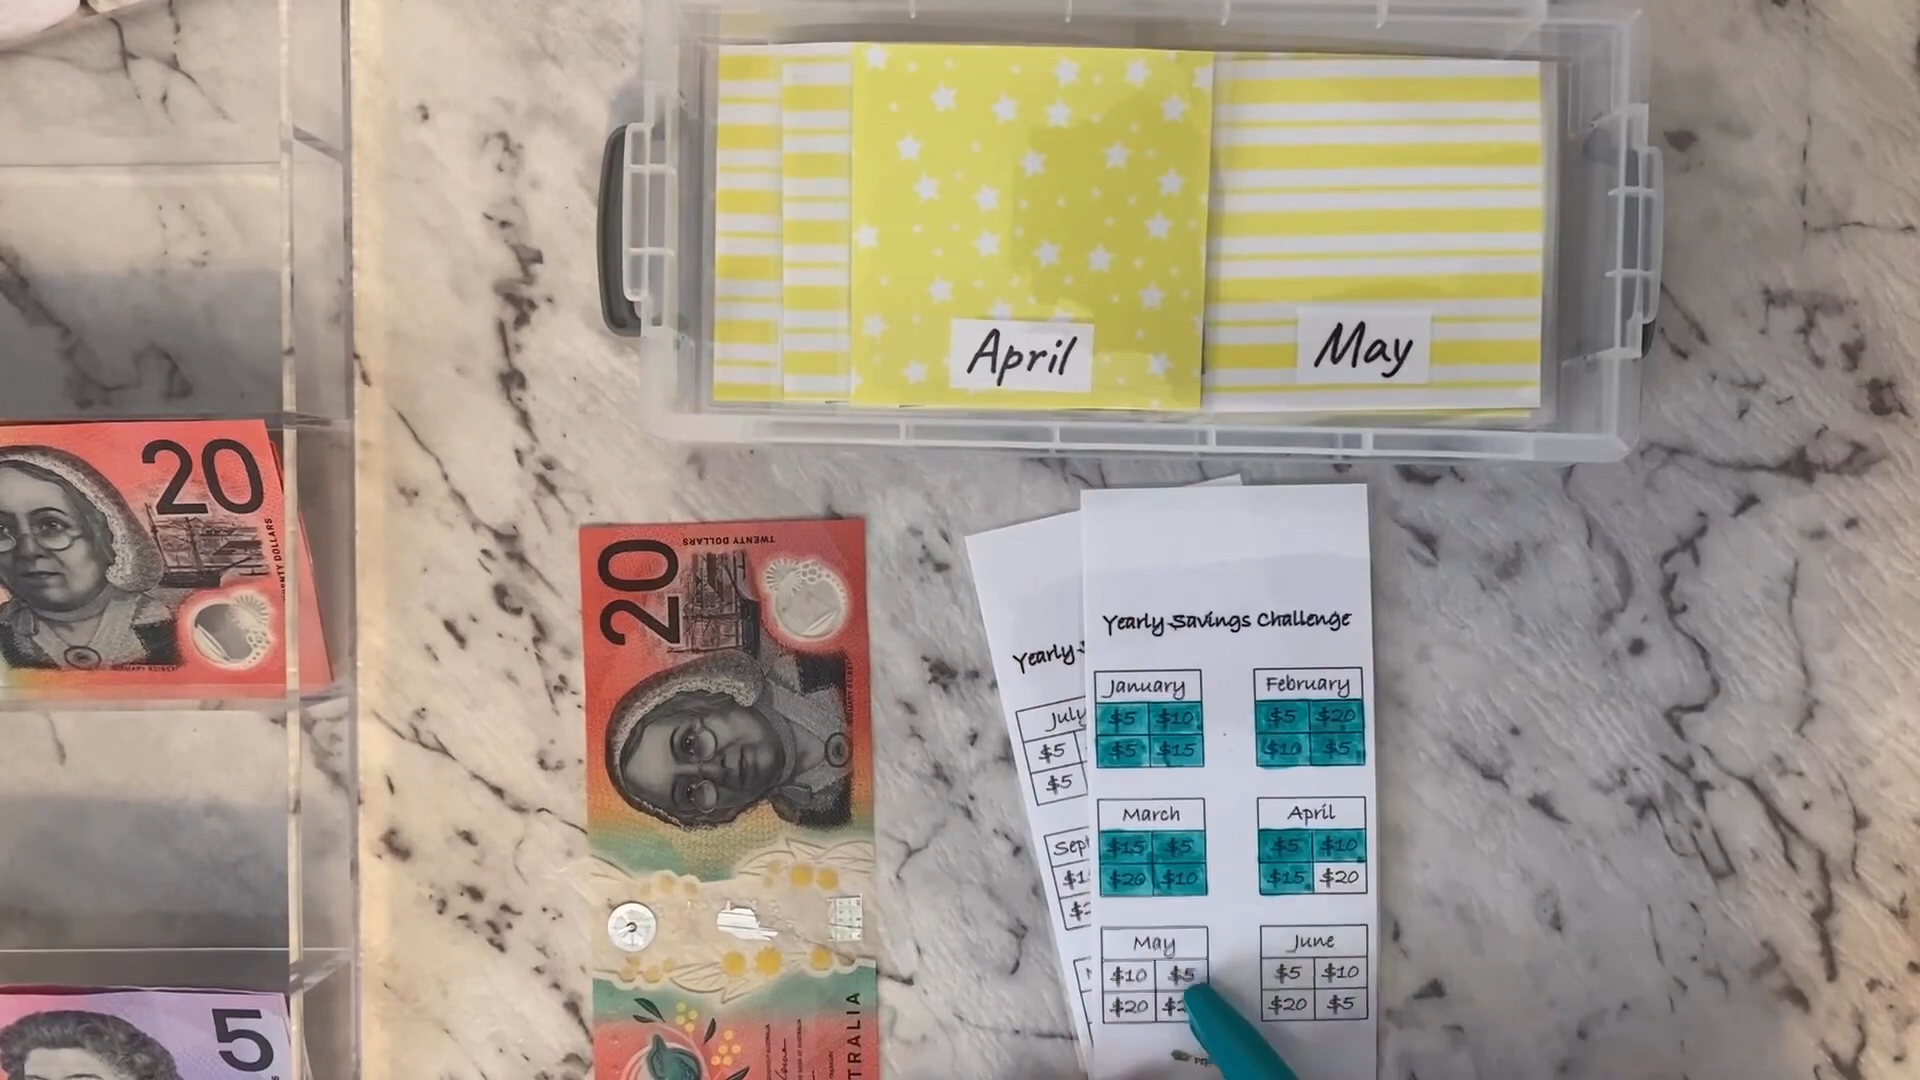 April
May
20
TWENTY DOLLARS
20
TWENTY DOLLARS
5
AUSTRALIA
Yearly
July
$5
$5
Yearly Savings Challenge
January
$5 $10
$5 $15
February
$5 $20
$10 $5
March
$15 $5
$20 $10
April
$5 $10
$15 $20
May
$10 $5
$20
June
$5 $10
$20 $5